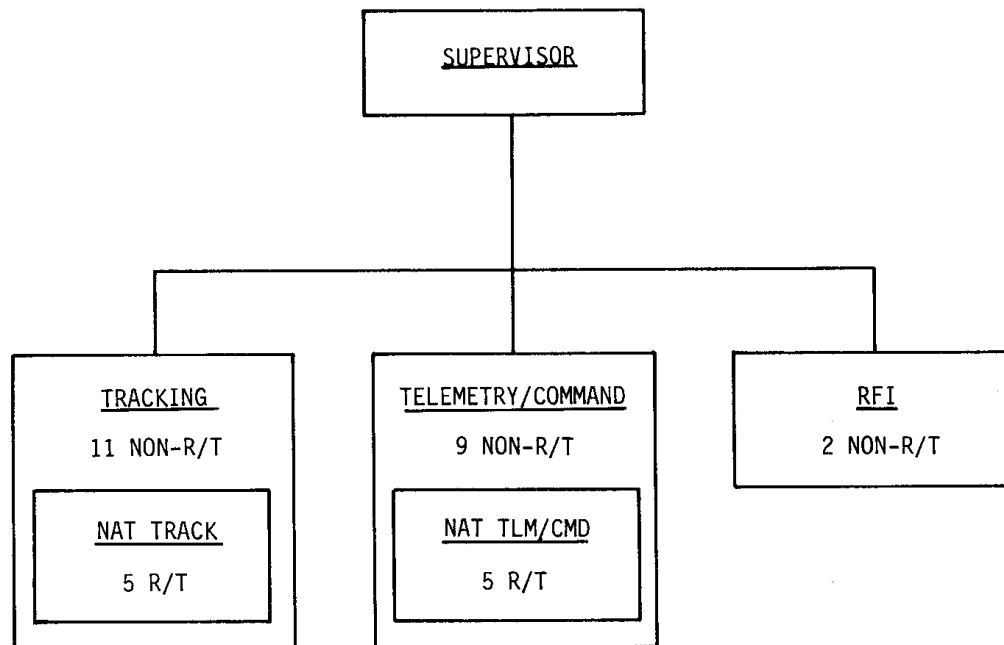 SUPERVISOR
TRACKING
11 NON-R/T
NAT TRACK
5 R/T
TELEMETRY/COMMAND
9 NON-R/T
NAT TLM/CMD
5 R/T
RFI
2 NON-R/T